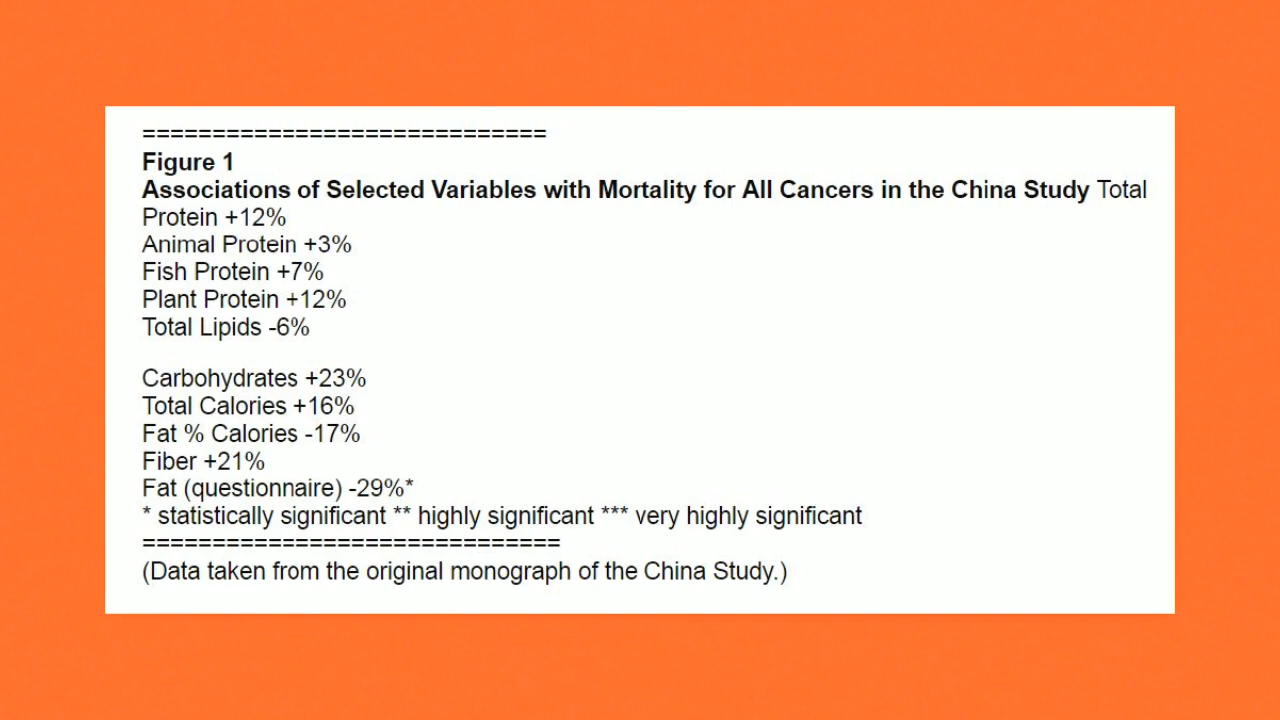 =============================
Figure 1
Associations of Selected Variables with Mortality for All Cancers in the China Study Total
Protein +12%
Animal Protein +3%
Fish Protein +7%
Plant Protein +12%
Total Lipids -6%
Carbohydrates +23%
Total Calories +16%
Fat % Calories -17%
Fiber +21%
Fat (questionnaire) -29%*
* statistically significant ** highly significant *** very highly significant
==============================
(Data taken from the original monograph of the China Study.)